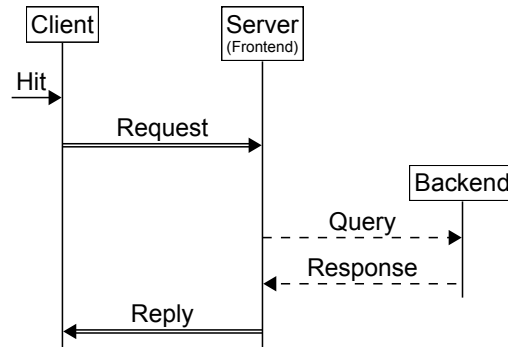 Client
Server
(Frontend)
Hit
Request
Backend
Query
Response
Reply